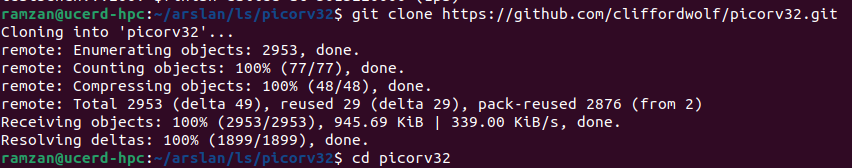 ramzan@ucerd-hpc:~/arslan/ls/picorv32$ git clone https://github.com/cliffordwolf/picorv32.git
Cloning into 'picorv32'...
remote: Enumerating objects: 2953, done.
remote: Counting objects: 100% (77/77), done.
remote: Compressing objects: 100% (48/48), done.
remote: Total 2953 (delta 49), reused 29 (delta 29), pack-reused 2876 (from 2)
Receiving objects: 100% (2953/2953), 945.69 KiB | 339.00 KiB/s, done.
Resolving deltas: 100% (1899/1899), done.
ramzan@ucerd-hpc:~/arslan/ls/picorv32$ cd picorv32